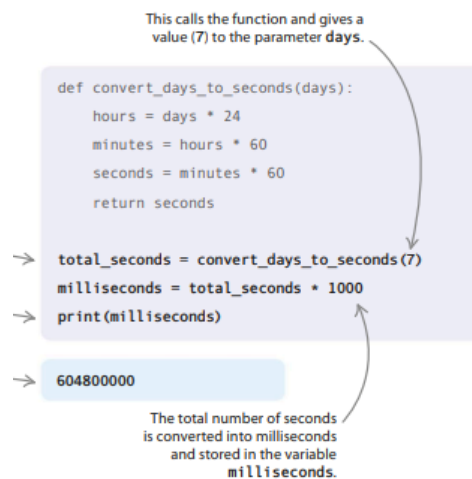 This calls the function and gives a
value (7) to the parameter days.
def convert_days_to_seconds(days):
    hours = days * 24
    minutes = hours * 60
    seconds = minutes * 60
    return seconds
total_seconds = convert_days_to_seconds(7)
milliseconds = total_seconds * 1000
print(milliseconds)
604800000
The total number of seconds
is converted into milliseconds
and stored in the variable
milliseconds.